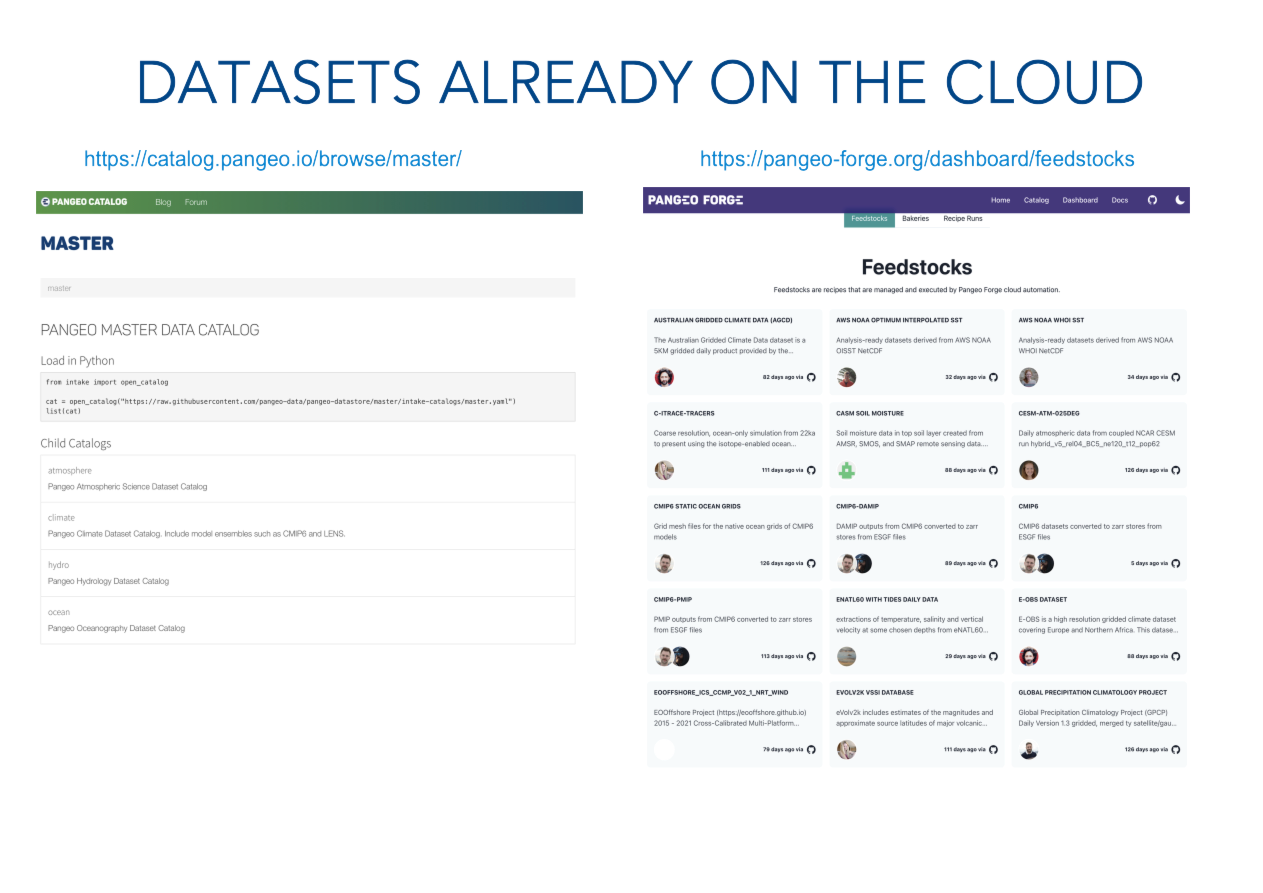 DATASETS ALREADY ON THE CLOUD
https://catalog.pangeo.io/browse/master/
PANGEO CATALOG
Blog
Forum
MASTER
master
PANGEO MASTER DATA CATALOG
Load in Python
from intake import open_catalog
cat = open_catalog("https://raw.githubusercontent.com/pangeo-data/pangeo-datastore/master/intake-catalogs/master.yaml")
list(cat)
Child Catalogs
atmosphere
Pangeo Atmospheric Science Dataset Catalog
climate
Pangeo Climate Dataset Catalog. Include model ensembles such as CMIP6 and LENS.
hydro
Pangeo Hydrology Dataset Catalog
ocean
Pangeo Oceanography Dataset Catalog
https://pangeo-forge.org/dashboard/feedstocks
PANGEO FORGE
Home
Catalog
Dashboard
Docs
Feedstocks
Bakeries
Recipe Runs
Feedstocks
Feedstocks are recipes that are managed and executed by Pangeo Forge cloud automation.
AUSTRALIAN GRIDDED CLIMATE DATA (AGCD)
The Australian Gridded Climate Data dataset is a
5KM gridded daily product provided by the...
82 days ago via
AWS NOAA OPTIMUM INTERPOLATED SST
Analysis-ready datasets derived from AWS NOAA
OISST NetCDF
32 days ago via
AWS NOAA WHOI SST
Analysis-ready datasets derived from AWS NOAA
WHOI NetCDF
34 days ago via
C-ITRACE-TRACERS
Coarse resolution, ocean-only simulation from 22ka
to present using the isotope-enabled ocean...
111 days ago via
CASM SOIL MOISTURE
Soil moisture data in top soil layer created from
AMSR, SMOS, and SMAP remote sensing data....
88 days ago via
CESM-ATM-025DEG
Daily atmospheric data from coupled NCAR CESM
run hybrid_v5_rel04_BC5_ne120_t12_pop62
126 days ago via
CMIP6 STATIC OCEAN GRIDS
Grid mesh files for the native ocean grids of CMIP6
models
126 days ago via
CMIP6-DAMIP
DAMIP outputs from CMIP6 converted to zarr
stores from ESGF files
89 days ago via
CMIP6
CMIP6 datasets converted to zarr stores from
ESGF files
5 days ago via
CMIP6-PMIP
PMIP outputs from CMIP6 converted to zarr stores
from ESGF files
113 days ago via
ENATL60 WITH TIDES DAILY DATA
extractions of temperature, salinity and vertical
velocity at some chosen depths from eNATL60...
29 days ago via
E-OBS DATASET
E-OBS is a high resolution gridded climate dataset
covering Europe and Northern Africa. This datase...
88 days ago via
EOOFFSHORE_ICS_CCMP_V02_1_NRT_WIND
EOOffshore Project (https://eooffshore.github.io)
2015 - 2021 Cross-Calibrated Multi-Platform...
79 days ago via
EVOLV2K VSSI DATABASE
eVolv2k includes estimates of the magnitudes and
approximate source latitudes of major volcanic...
111 days ago via
GLOBAL PRECIPITATION CLIMATOLOGY PROJECT
Global Precipitation Climatology Project (GPCP)
Daily Version 1.3 gridded, merged ty satellite/gau...
126 days ago via